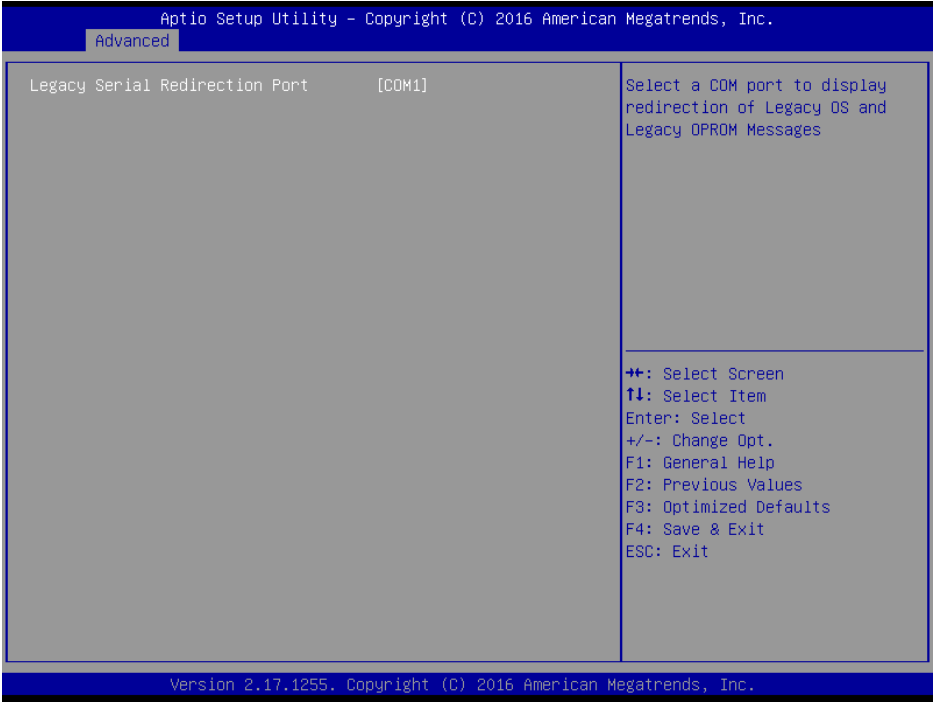 Aptio Setup Utility – Copyright (C) 2016 American Megatrends, Inc.
Advanced
Legacy Serial Redirection Port [COM1]
Select a COM port to display
redirection of Legacy OS and
Legacy OPROM Messages
→←: Select Screen
↑↓: Select Item
Enter: Select
+/-: Change Opt.
F1: General Help
F2: Previous Values
F3: Optimized Defaults
F4: Save & Exit
ESC: Exit
Version 2.17.1255. Copyright (C) 2016 American Megatrends, Inc.